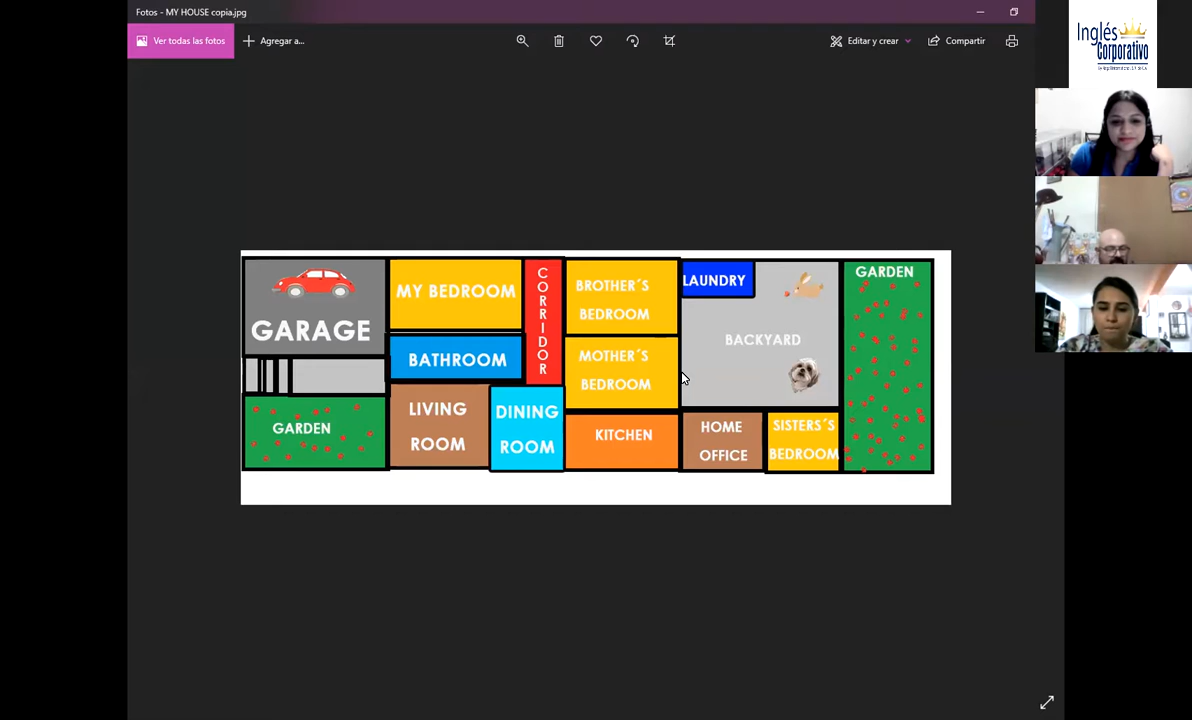 Fotos - MY HOUSE copia.jpg
Ver todas las fotos
Agregar a...
Editar y crear
Compartir
Inglés
Corporativo
GARAGE
GARDEN
MY BEDROOM
BATHROOM
LIVING
ROOM
DINING
ROOM
CORRIDOR
BROTHER´S
BEDROOM
MOTHER´S
BEDROOM
KITCHEN
LAUNDRY
BACKYARD
HOME
OFFICE
SISTERS´S
BEDROOM
GARDEN